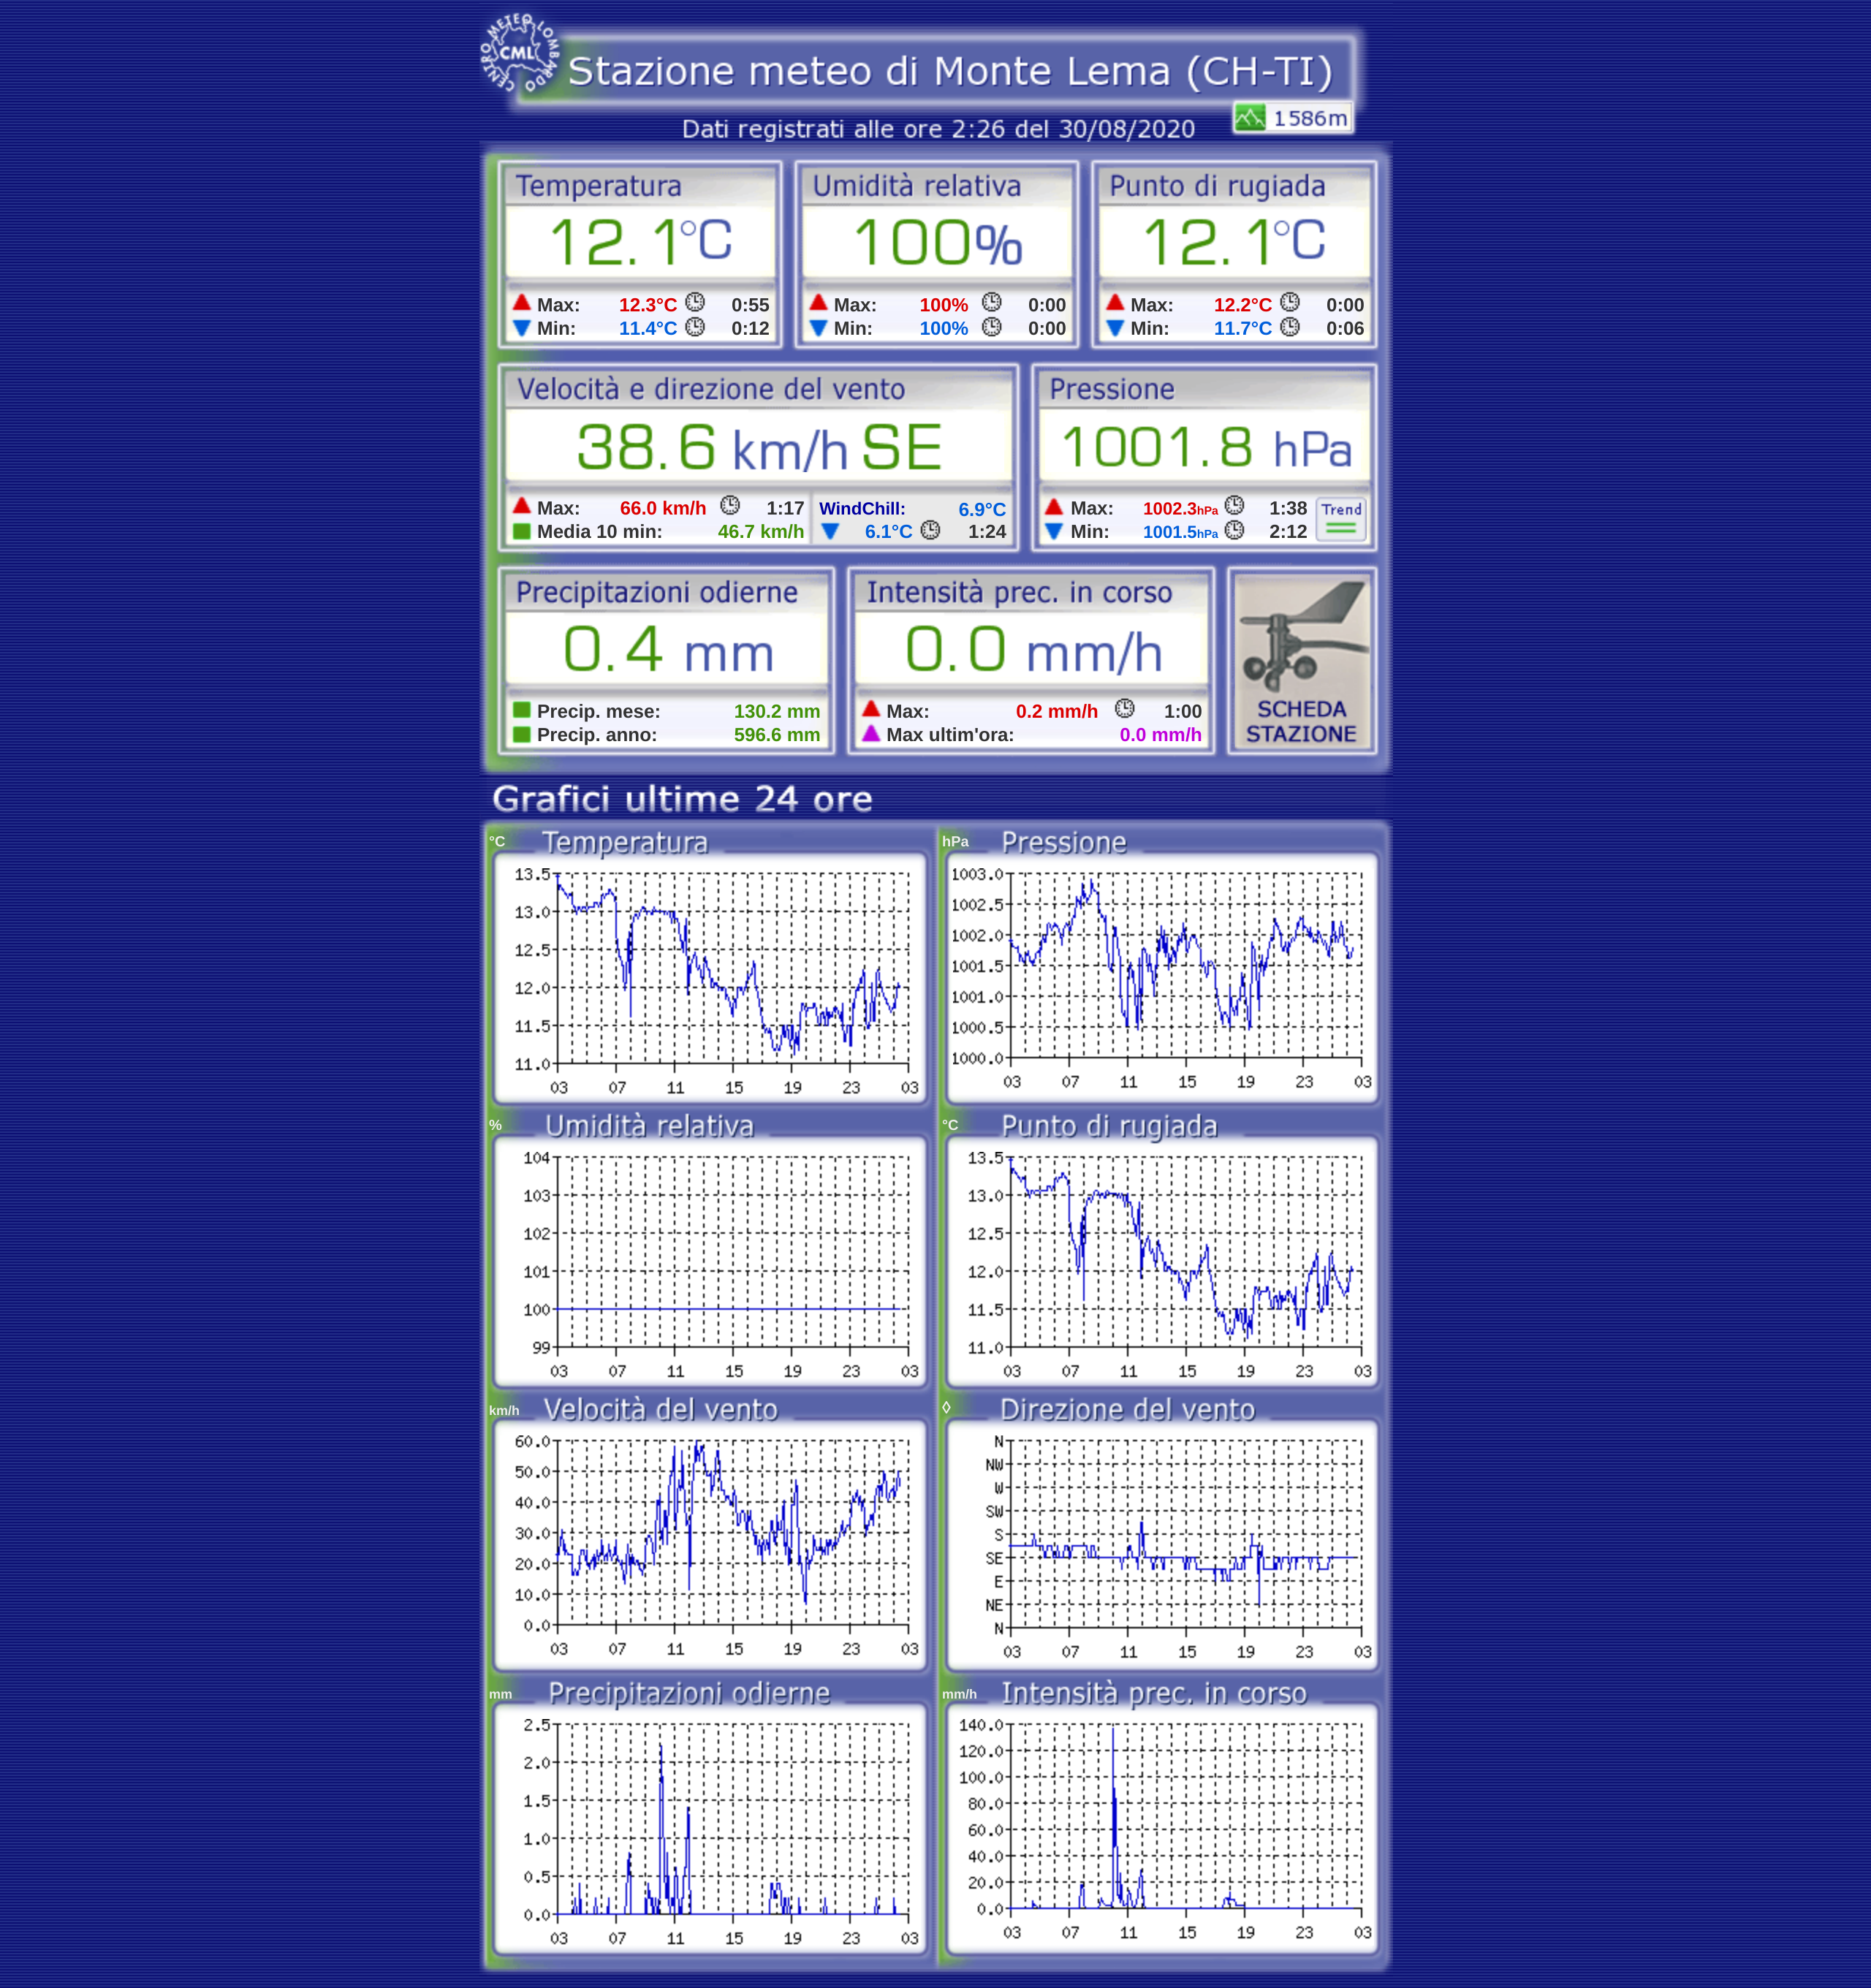 CENTRO METEO LOMBARDO
CML
Stazione meteo di Monte Lema (CH-TI)
1586m
Dati registrati alle ore 2:26 del 30/08/2020
Temperatura Umidità relativa Punto di rugiada
12.1°C 100% 12.1°C
Max: 12.3°C 0:55 Max: 100% 0:00 Max: 12.2°C 0:00
Min: 11.4°C 0:12 Min: 100% 0:00 Min: 11.7°C 0:06
Velocità e direzione del vento Pressione
38.6 km/h SE 1001.8 hPa
Max: 66.0 km/h 1:17 WindChill: 6.9°C Max: 1002.3hPa 1:38 Trend
Media 10 min: 46.7 km/h 6.1°C 1:24 Min: 1001.5hPa 2:12
Precipitazioni odierne Intensità prec. in corso
0.4 mm 0.0 mm/h
Precip. mese: 130.2 mm Max: 0.2 mm/h 1:00 SCHEDA
Precip. anno: 596.6 mm Max ultim'ora: 0.0 mm/h STAZIONE
Grafici ultime 24 ore
°C Temperatura
13.5
13.0
12.5
12.0
11.5
11.0
03 07 11 15 19 23 03
hPa Pressione
1003.0
1002.5
1002.0
1001.5
1001.0
1000.5
1000.0
03 07 11 15 19 23 03
% Umidità relativa
104
103
102
101
100
99
03 07 11 15 19 23 03
°C Punto di rugiada
13.5
13.0
12.5
12.0
11.5
11.0
03 07 11 15 19 23 03
km/h Velocità del vento
60.0
50.0
40.0
30.0
20.0
10.0
0.0
03 07 11 15 19 23 03
◊ Direzione del vento
N
NW
W
SW
S
SE
E
NE
N
03 07 11 15 19 23 03
mm Precipitazioni odierne
2.5
2.0
1.5
1.0
0.5
0.0
03 07 11 15 19 23 03
mm/h Intensità prec. in corso
140.0
120.0
100.0
80.0
60.0
40.0
20.0
0.0
03 07 11 15 19 23 03